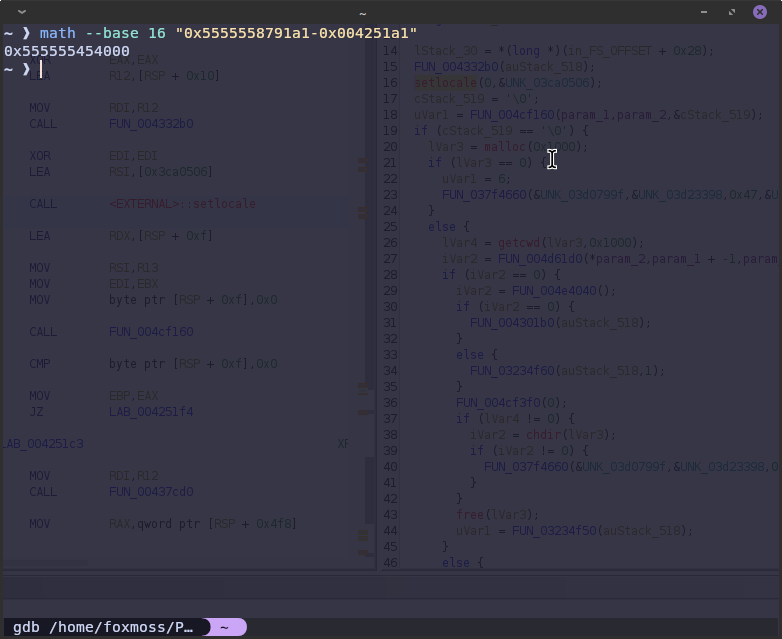 ~
~ ❯ math --base 16 "0x5555558791a1-0x004251a1"
0x555555454000
~ ❯
XOR EAX,EAX
LEA R12,[RSP + 0x10]
MOV RDI,R12
CALL FUN_004332b0
XOR EDI,EDI
LEA RSI,[0x3ca0506]
CALL <EXTERNAL>::setlocale
LEA RDX,[RSP + 0xf]
MOV RSI,R13
MOV EDI,EBX
MOV byte ptr [RSP + 0xf],0x0
CALL FUN_004cf160
CMP byte ptr [RSP + 0xf],0x0
MOV EBP,EAX
JZ LAB_004251f4
LAB_004251c3 XR
MOV RDI,R12
CALL FUN_00437cd0
MOV RAX,qword ptr [RSP + 0x4f8]
14 lStack_30 = *(long *)(in_FS_OFFSET + 0x28);
15 FUN_004332b0(auStack_518);
16 setlocale(0,&UNK_03ca0506);
17 cStack_519 = '\0';
18 uVar1 = FUN_004cf160(param_1,param_2,&cStack_519);
19 if (cStack_519 == '\0') {
20 lVar3 = malloc(0x1000);
21 if (lVar3 == 0) {
22 uVar1 = 6;
23 FUN_037f4660(&UNK_03d0799f,&UNK_03d23398,0x47,&U
24 }
25 else {
26 lVar4 = getcwd(lVar3,0x1000);
27 iVar2 = FUN_004d61d0(*param_2,param_1 + -1,param
28 if (iVar2 == 0) {
29 iVar2 = FUN_004e4040();
30 if (iVar2 == 0) {
31 FUN_004301b0(auStack_518);
32 }
33 else {
34 FUN_03234f60(auStack_518,1);
35 }
36 FUN_004cf3f0(0);
37 if (lVar4 != 0) {
38 iVar2 = chdir(lVar3);
39 if (iVar2 != 0) {
40 FUN_037f4660(&UNK_03d0799f,&UNK_03d23398,0
41 }
42 }
43 free(lVar3);
44 uVar1 = FUN_03234f50(auStack_518);
45 }
46 else {
gdb /home/foxmoss/P… ~